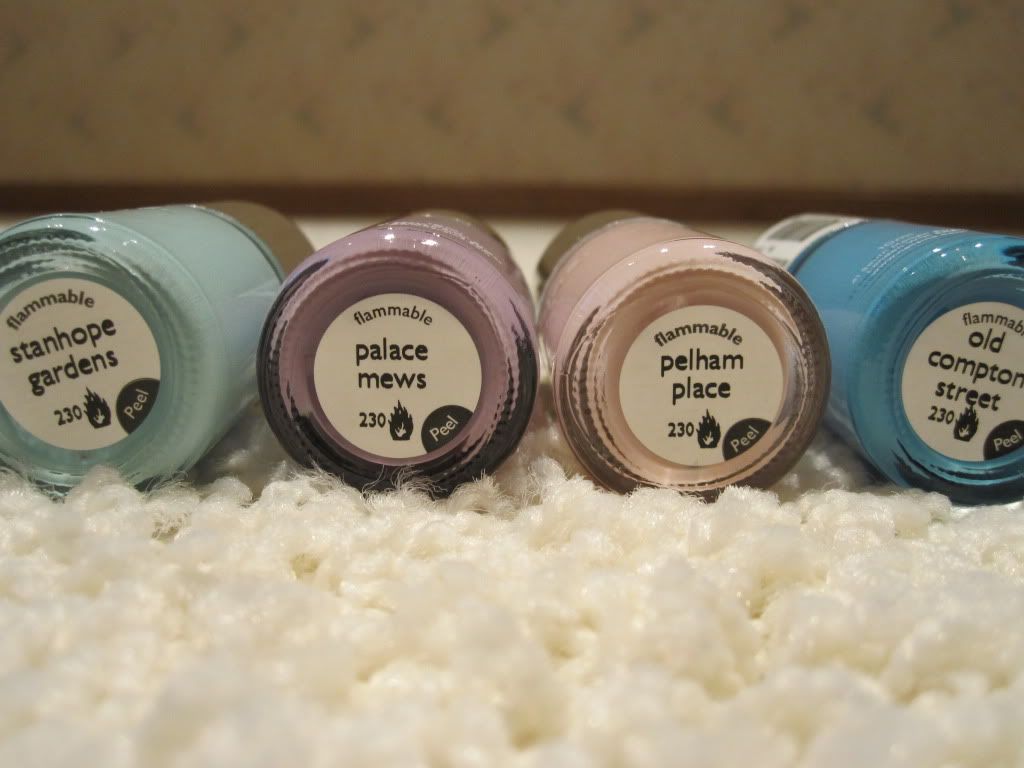 flammable
stanhope
gardens
230
Peel
flammable
palace
mews
230
Peel
flammable
pelham
place
230
Peel
flammable
old
compton
street
230
Peel